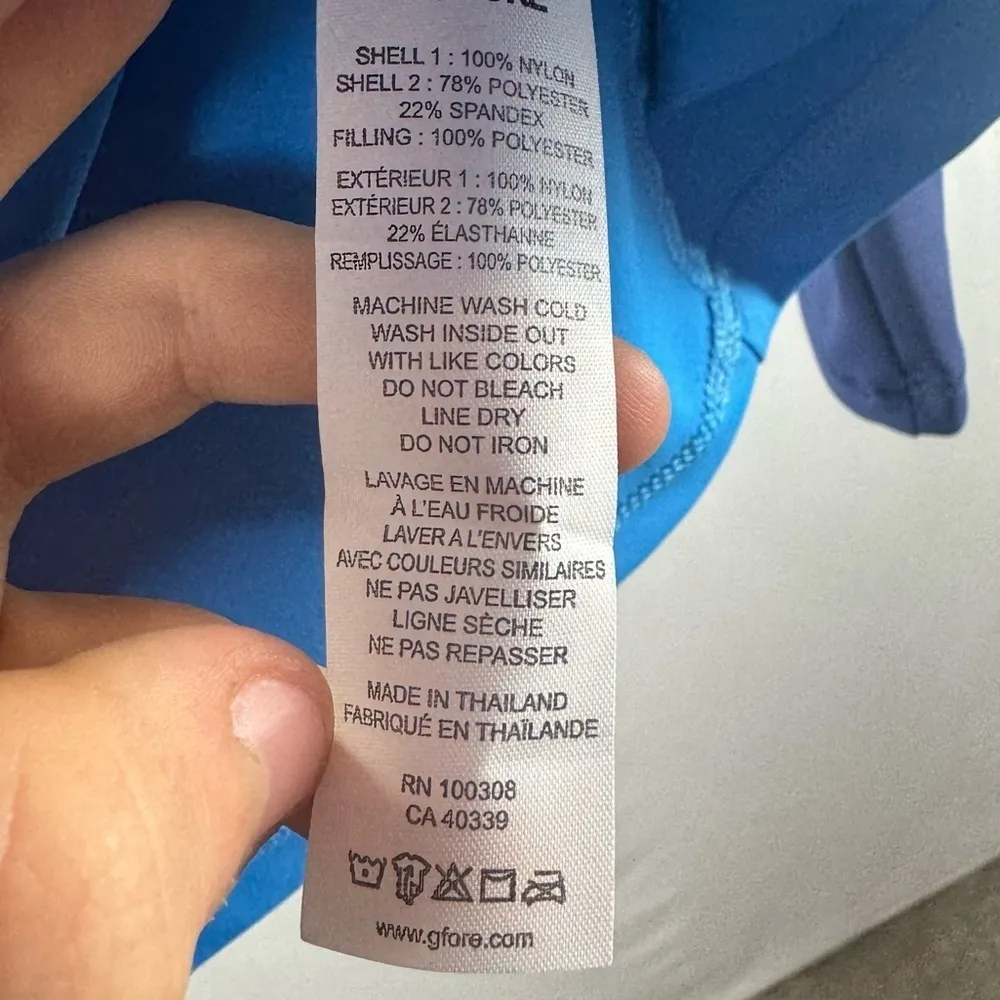 SHELL 1 : 100% NYLON
SHELL 2 : 78% POLYESTER
22% SPANDEX
FILLING : 100% POLYESTER
EXTÉRIEUR 1 : 100% NYLON
EXTÉRIEUR 2 : 78% POLYESTER
22% ÉLASTHANNE
REMPLISSAGE : 100% POLYESTER
MACHINE WASH COLD
WASH INSIDE OUT
WITH LIKE COLORS
DO NOT BLEACH
LINE DRY
DO NOT IRON
LAVAGE EN MACHINE
À L'EAU FROIDE
LAVER A L'ENVERS
AVEC COULEURS SIMILAIRES
NE PAS JAVELLISER
LIGNE SÈCHE
NE PAS REPASSER
MADE IN THAILAND
FABRIQUÉ EN THAÏLANDE
RN 100308
CA 40339
www.gfore.com